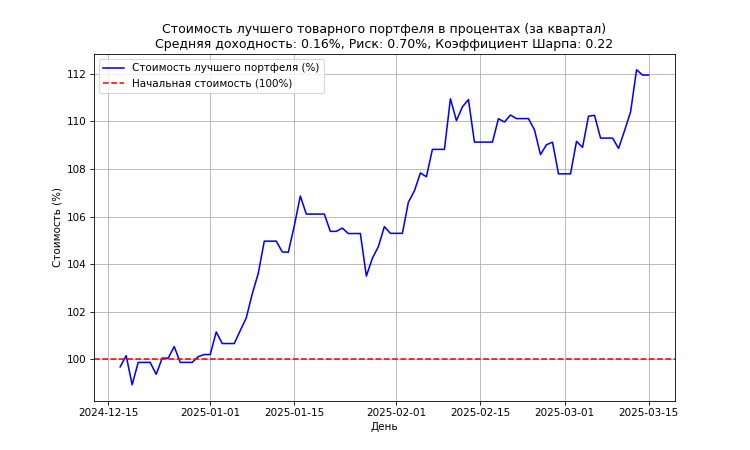 Стоимость лучшего товарного портфеля в процентах (за квартал)
Средняя доходность: 0.16%, Риск: 0.70%, Коэффициент Шарпа: 0.22
Стоимость лучшего портфеля (%)
Начальная стоимость (100%)
Стоимость (%)
112
110
108
106
104
102
100
2024-12-15
2025-01-01
2025-01-15
2025-02-01
2025-02-15
2025-03-01
2025-03-15
День